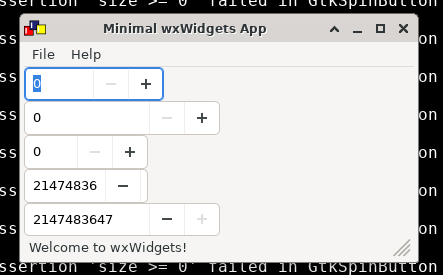 ssertion 'size >= 0' failed in GtkSpinButton
Minimal wxWidgets App
File Help
0
0
0
21474836
2147483647
Welcome to wxWidgets!
ssertion 'size >= 0' failed in GtkSpinButton